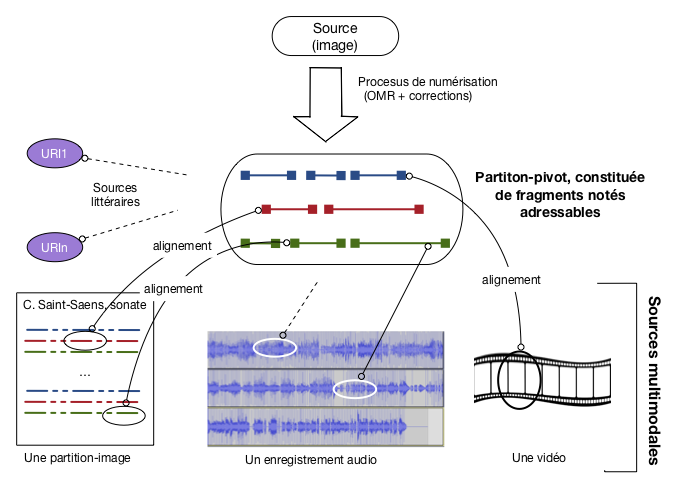 Source
(image)
Procesus de numérisation
(OMR + corrections)
URI1
Sources
littéraires
URIn
Partiton-pivot, constituée
de fragments notés
adressables
alignement
alignement
alignement
C. Saint-Saens, sonate
...
Sources multimodales
Une partition-image
Un enregistrement audio
Une vidéo